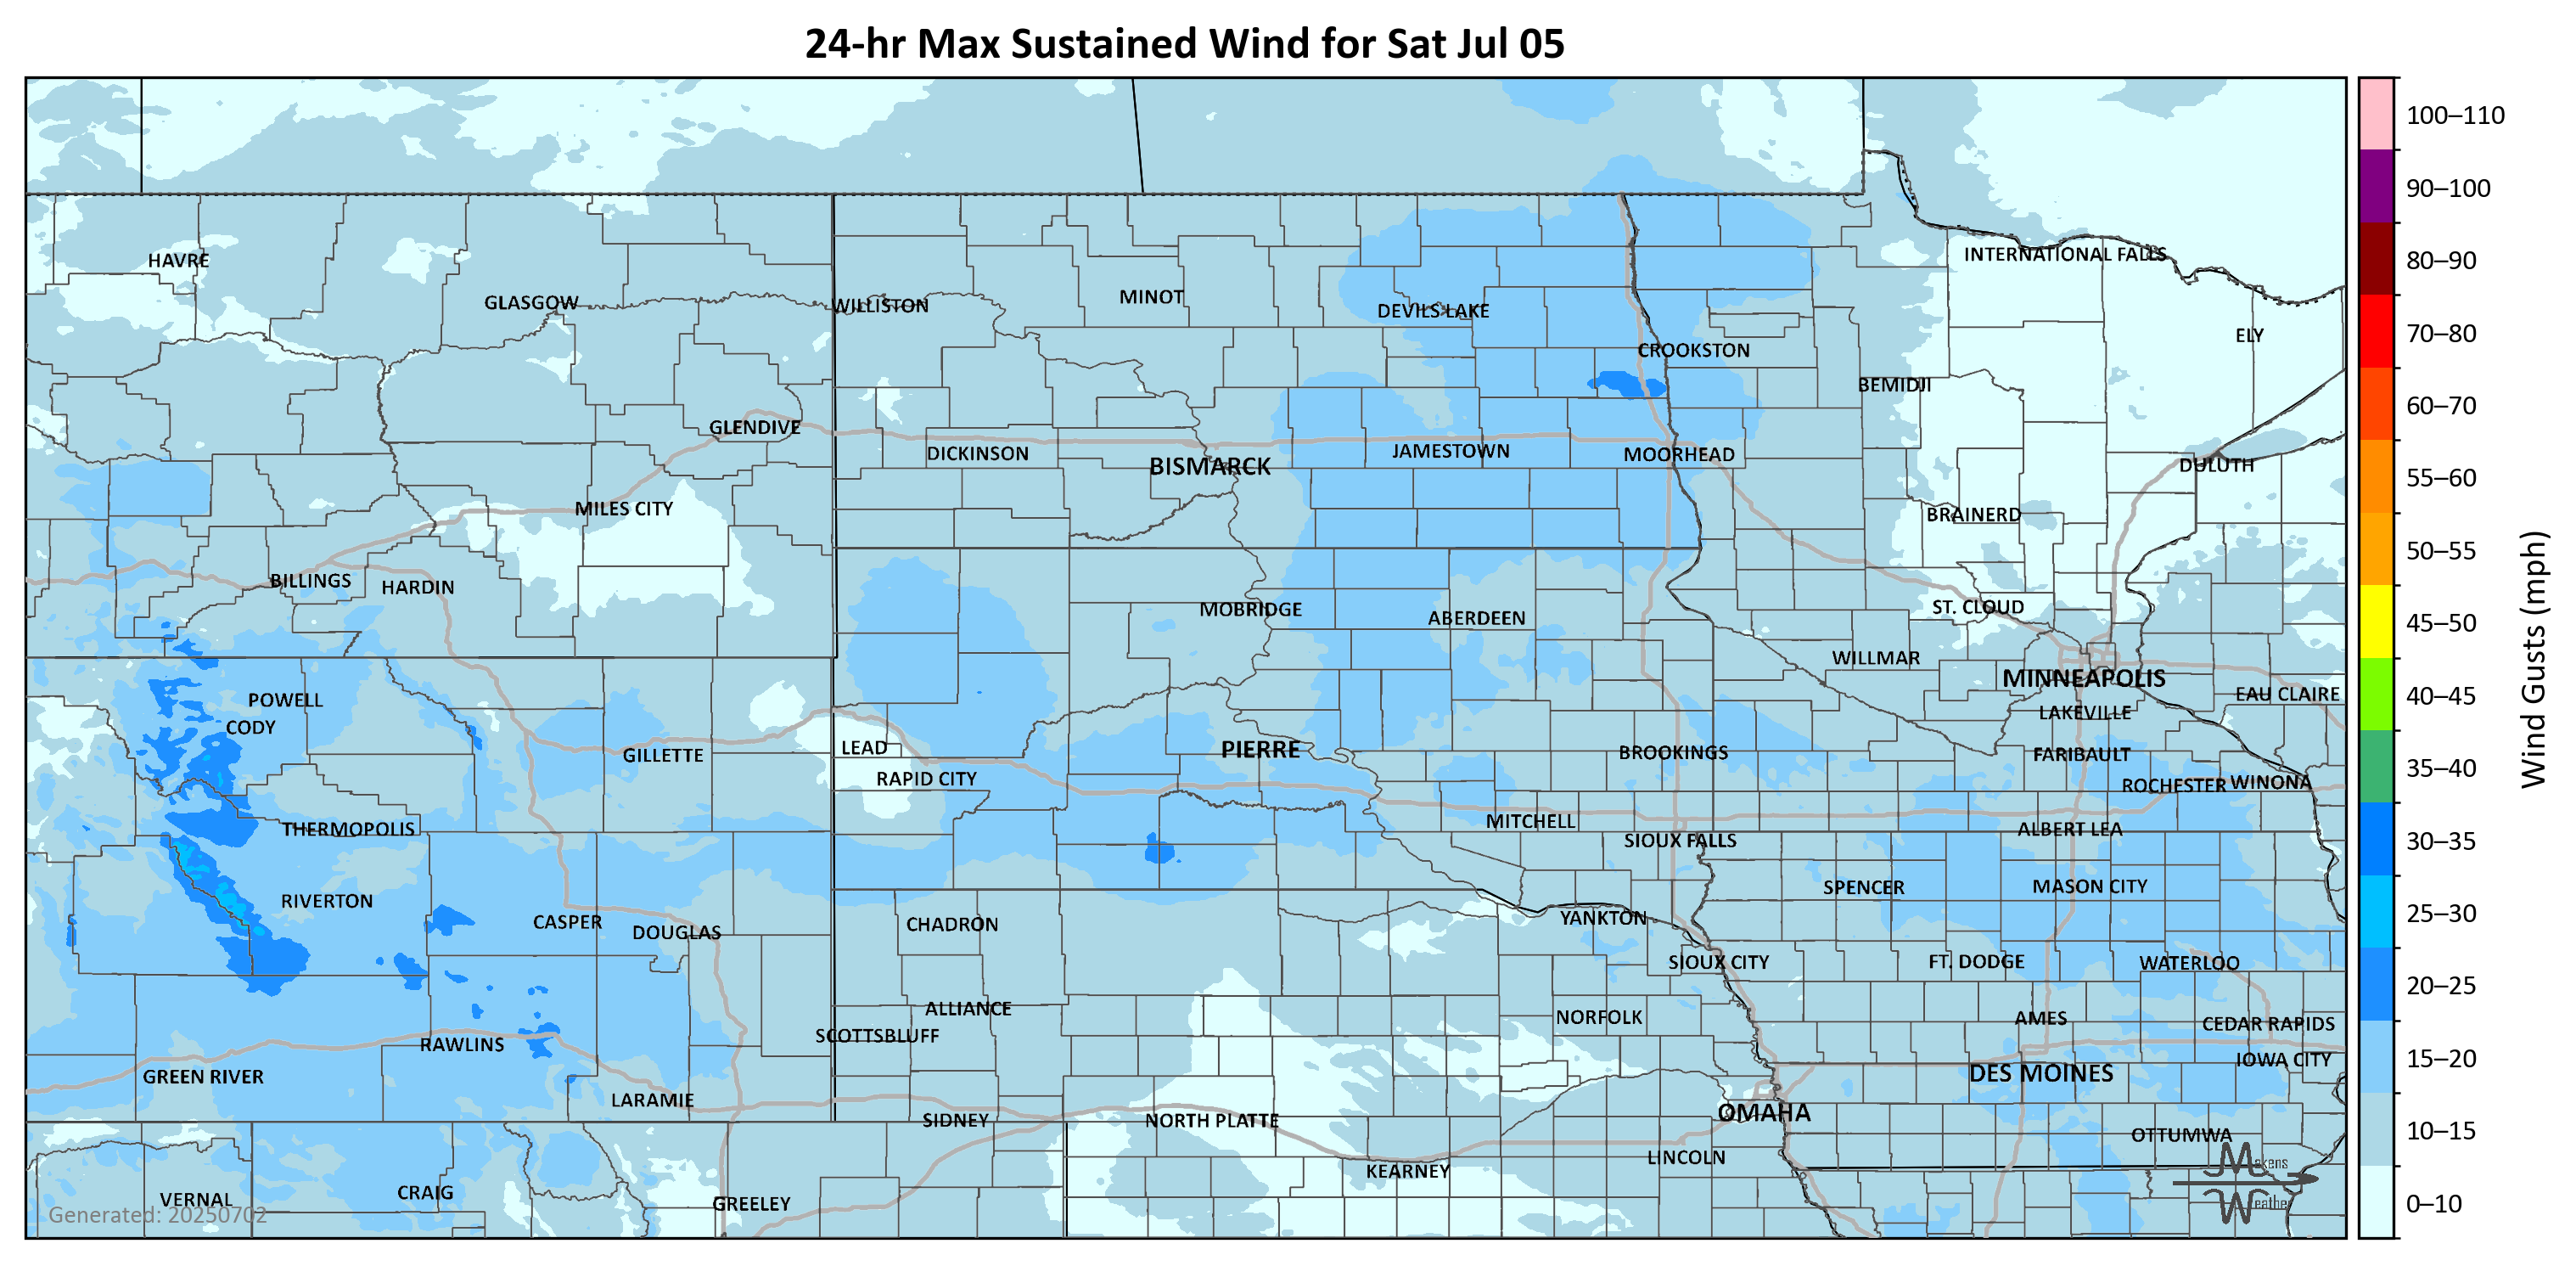 24-hr Max Sustained Wind for Sat Jul 05
100–110
90–100
80–90
70–80
60–70
55–60
50–55
45–50
40–45
35–40
30–35
25–30
20–25
15–20
10–15
0–10
Wind Gusts (mph)
INTERNATIONAL FALLS
HAVRE
GLASGOW
WILLISTON
MINOT
DEVILS LAKE
ELY
CROOKSTON
BEMIDJI
GLENDIVE
DICKINSON
BISMARCK
JAMESTOWN
MOORHEAD
DULUTH
MILES CITY
BRAINERD
BILLINGS
HARDIN
MOBRIDGE
ABERDEEN
ST. CLOUD
WILLMAR
MINNEAPOLIS
EAU CLAIRE
POWELL
CODY
LAKEVILLE
GILLETTE
LEAD
PIERRE
BROOKINGS
FARIBAULT
RAPID CITY
ROCHESTER
WINONA
THERMOPOLIS
MITCHELL
SIOUX FALLS
ALBERT LEA
RIVERTON
SPENCER
MASON CITY
CASPER
DOUGLAS
CHADRON
YANKTON
SIOUX CITY
FT. DODGE
WATERLOO
ALLIANCE
NORFOLK
AMES
CEDAR RAPIDS
SCOTTSBLUFF
RAWLINS
IOWA CITY
GREEN RIVER
DES MOINES
LARAMIE
SIDNEY
NORTH PLATTE
OMAHA
OTTUMWA
KEARNEY
LINCOLN
VERNAL
CRAIG
GREELEY
Generated: 20250702
Makens
Weather